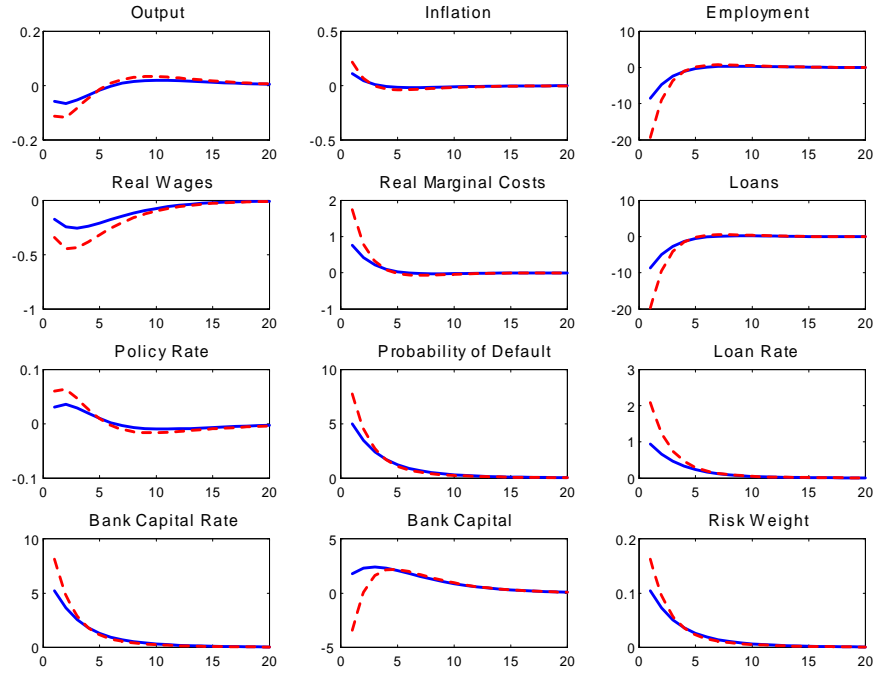 Output
0.2
0
-0.2
0 5 10 15 20
Inflation
0.5
0
-0.5
0 5 10 15 20
Employment
10
0
-10
-20
0 5 10 15 20
Real Wages
0
-0.5
-1
0 5 10 15 20
Real Marginal Costs
2
1
0
-1
0 5 10 15 20
Loans
10
0
-10
-20
0 5 10 15 20
Policy Rate
0.1
0
-0.1
0 5 10 15 20
Probability of Default
10
5
0
0 5 10 15 20
Loan Rate
3
2
1
0
0 5 10 15 20
Bank Capital Rate
10
5
0
0 5 10 15 20
Bank Capital
5
0
-5
0 5 10 15 20
Risk Weight
0.2
0.1
0
0 5 10 15 20